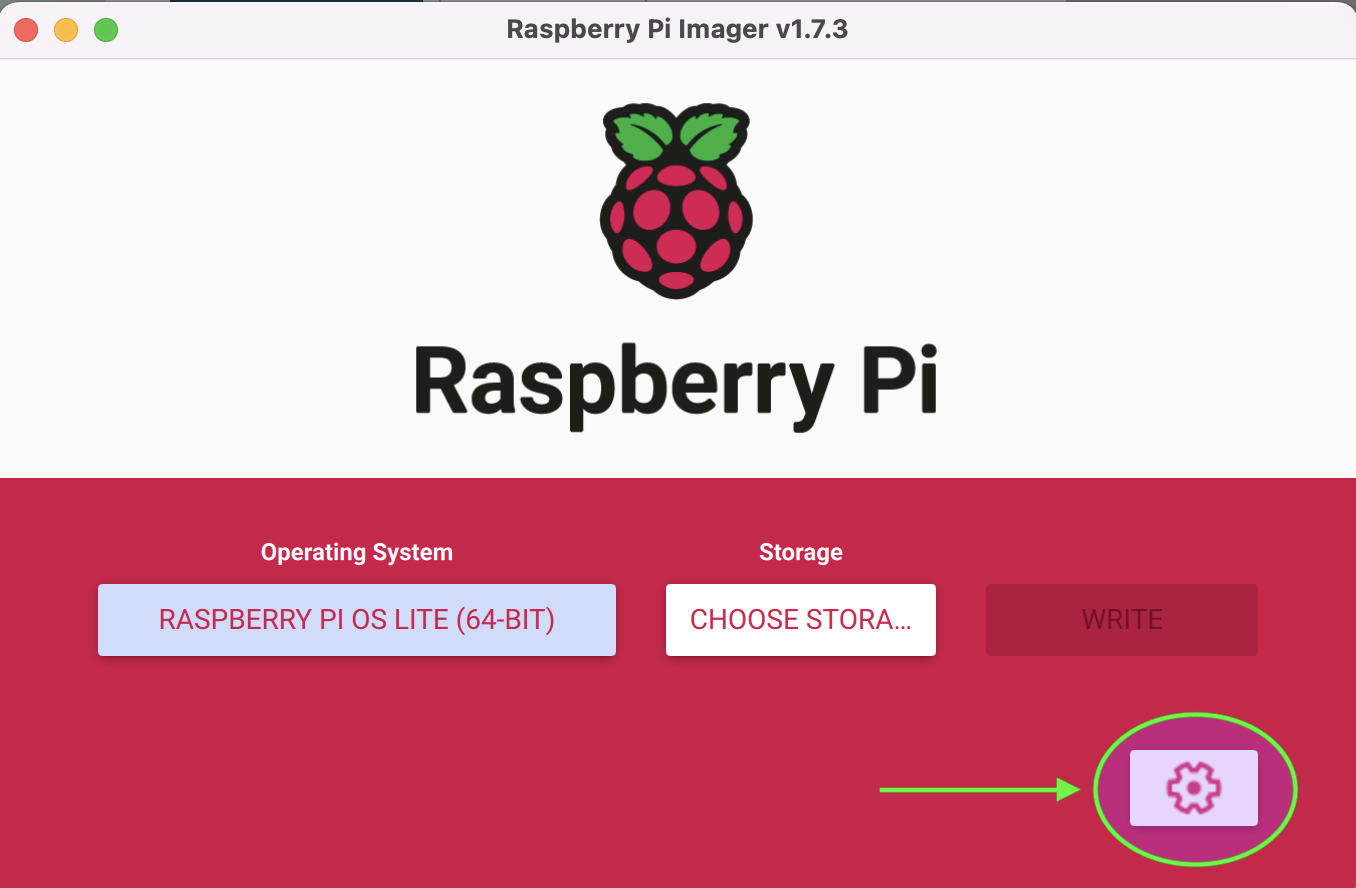 Raspberry Pi Imager v1.7.3
Raspberry Pi
Operating System
Storage
RASPBERRY PI OS LITE (64-BIT)
CHOOSE STORA...
WRITE